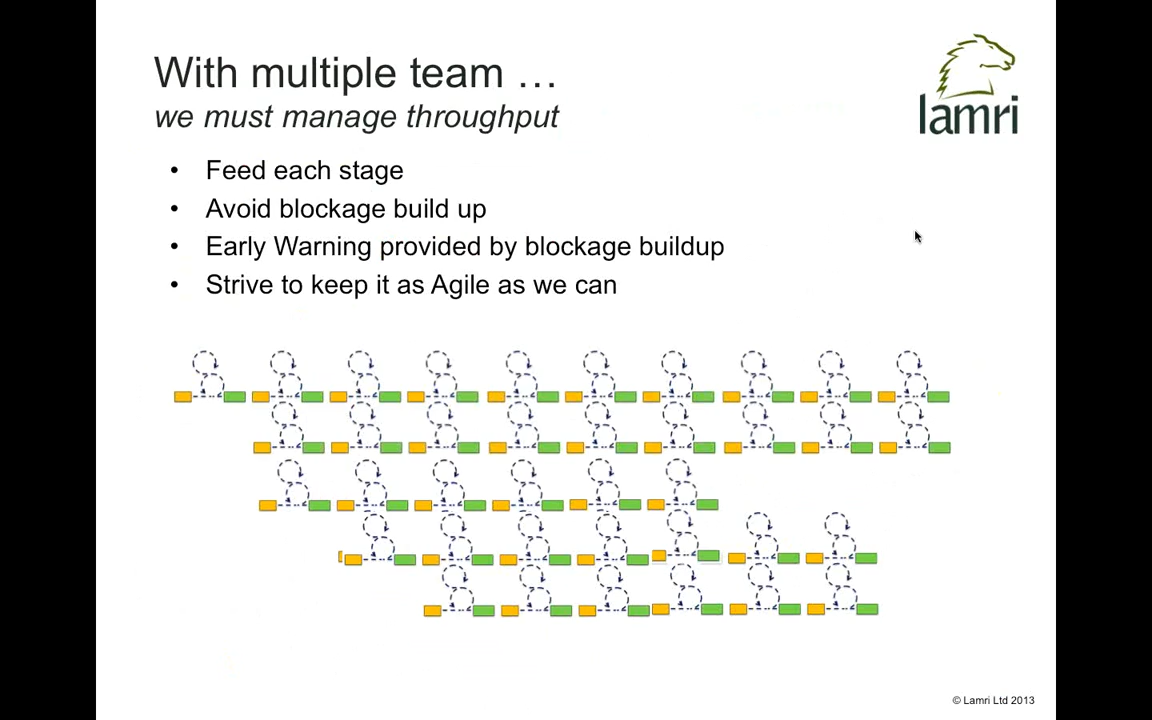 With multiple team …
we must manage throughput
lamri
• Feed each stage
• Avoid blockage build up
• Early Warning provided by blockage buildup
• Strive to keep it as Agile as we can
© Lamri Ltd 2013